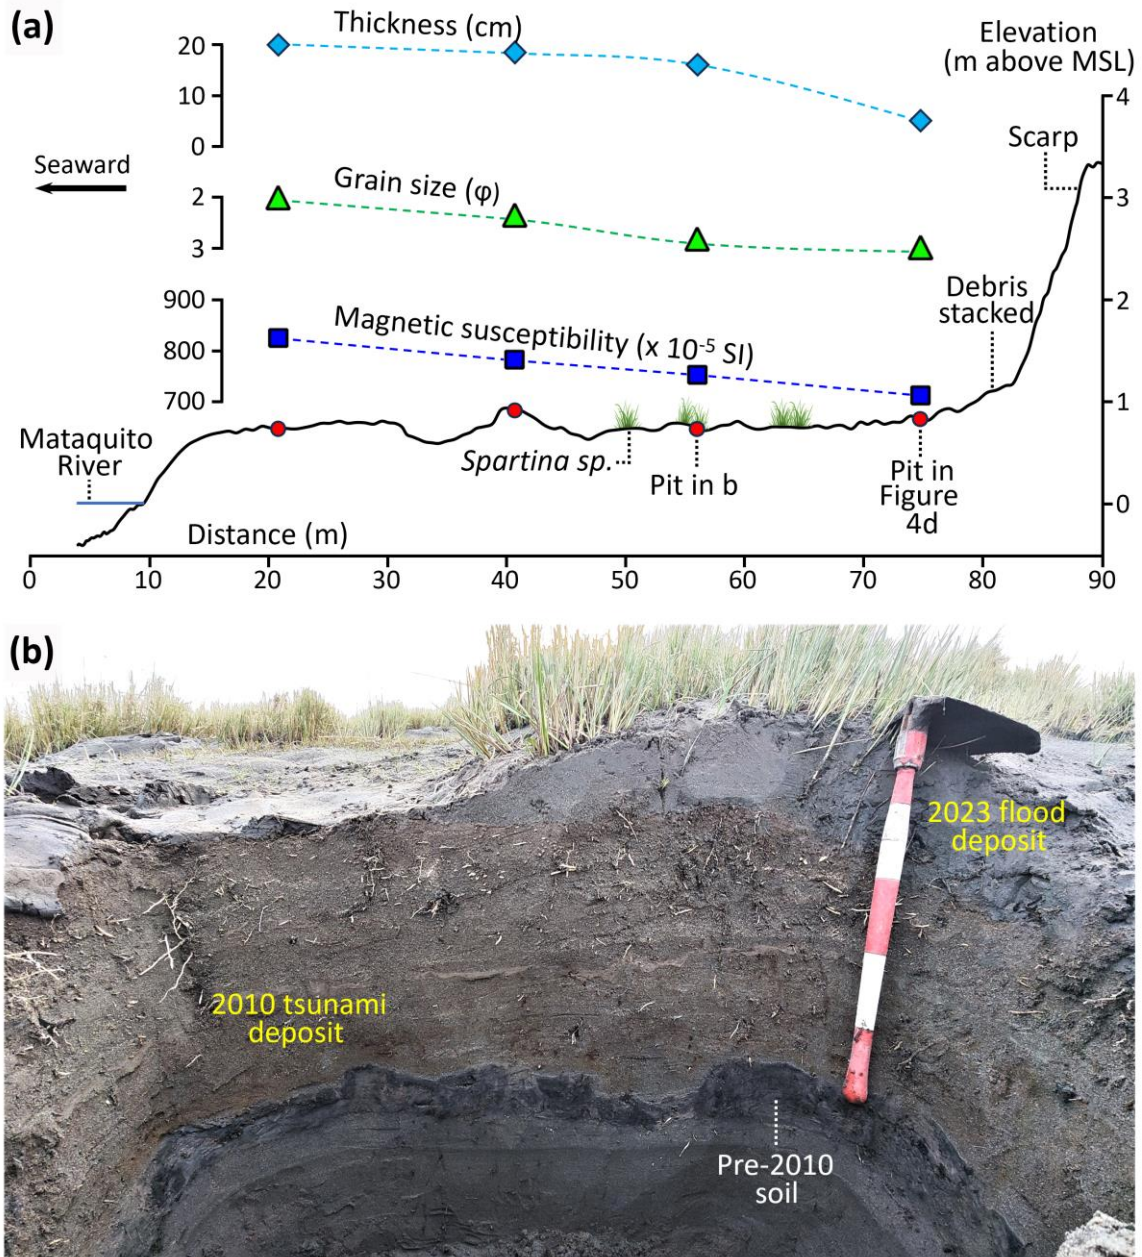 (a)
Thickness (cm)
20
10
0
Elevation
(m above MSL)
4
3
2
1
0
Scarp
Seaward
Grain size (φ)
2
3
Debris
stacked
900
800
700
Magnetic susceptibility (x 10⁻⁵ SI)
Mataquito
River
Spartina sp.
Pit in b
Pit in
Figure
4d
Distance (m)
0 10 20 30 40 50 60 70 80 90
(b)
2023 flood
deposit
2010 tsunami
deposit
Pre-2010
soil